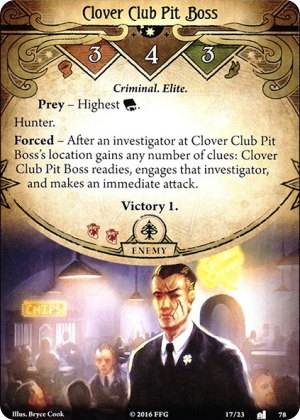 Clover Club Pit Boss
3 4 3
Criminal. Elite.
Prey – Highest
Hunter.
Forced – After an investigator at Clover Club Pit
Boss's location gains any number of clues: Clover
Club Pit Boss readies, engages that investigator,
and makes an immediate attack.
Victory 1.
ENEMY
CHIPS
Illus. Bryce Cook
© 2016 FFG
17/23
78